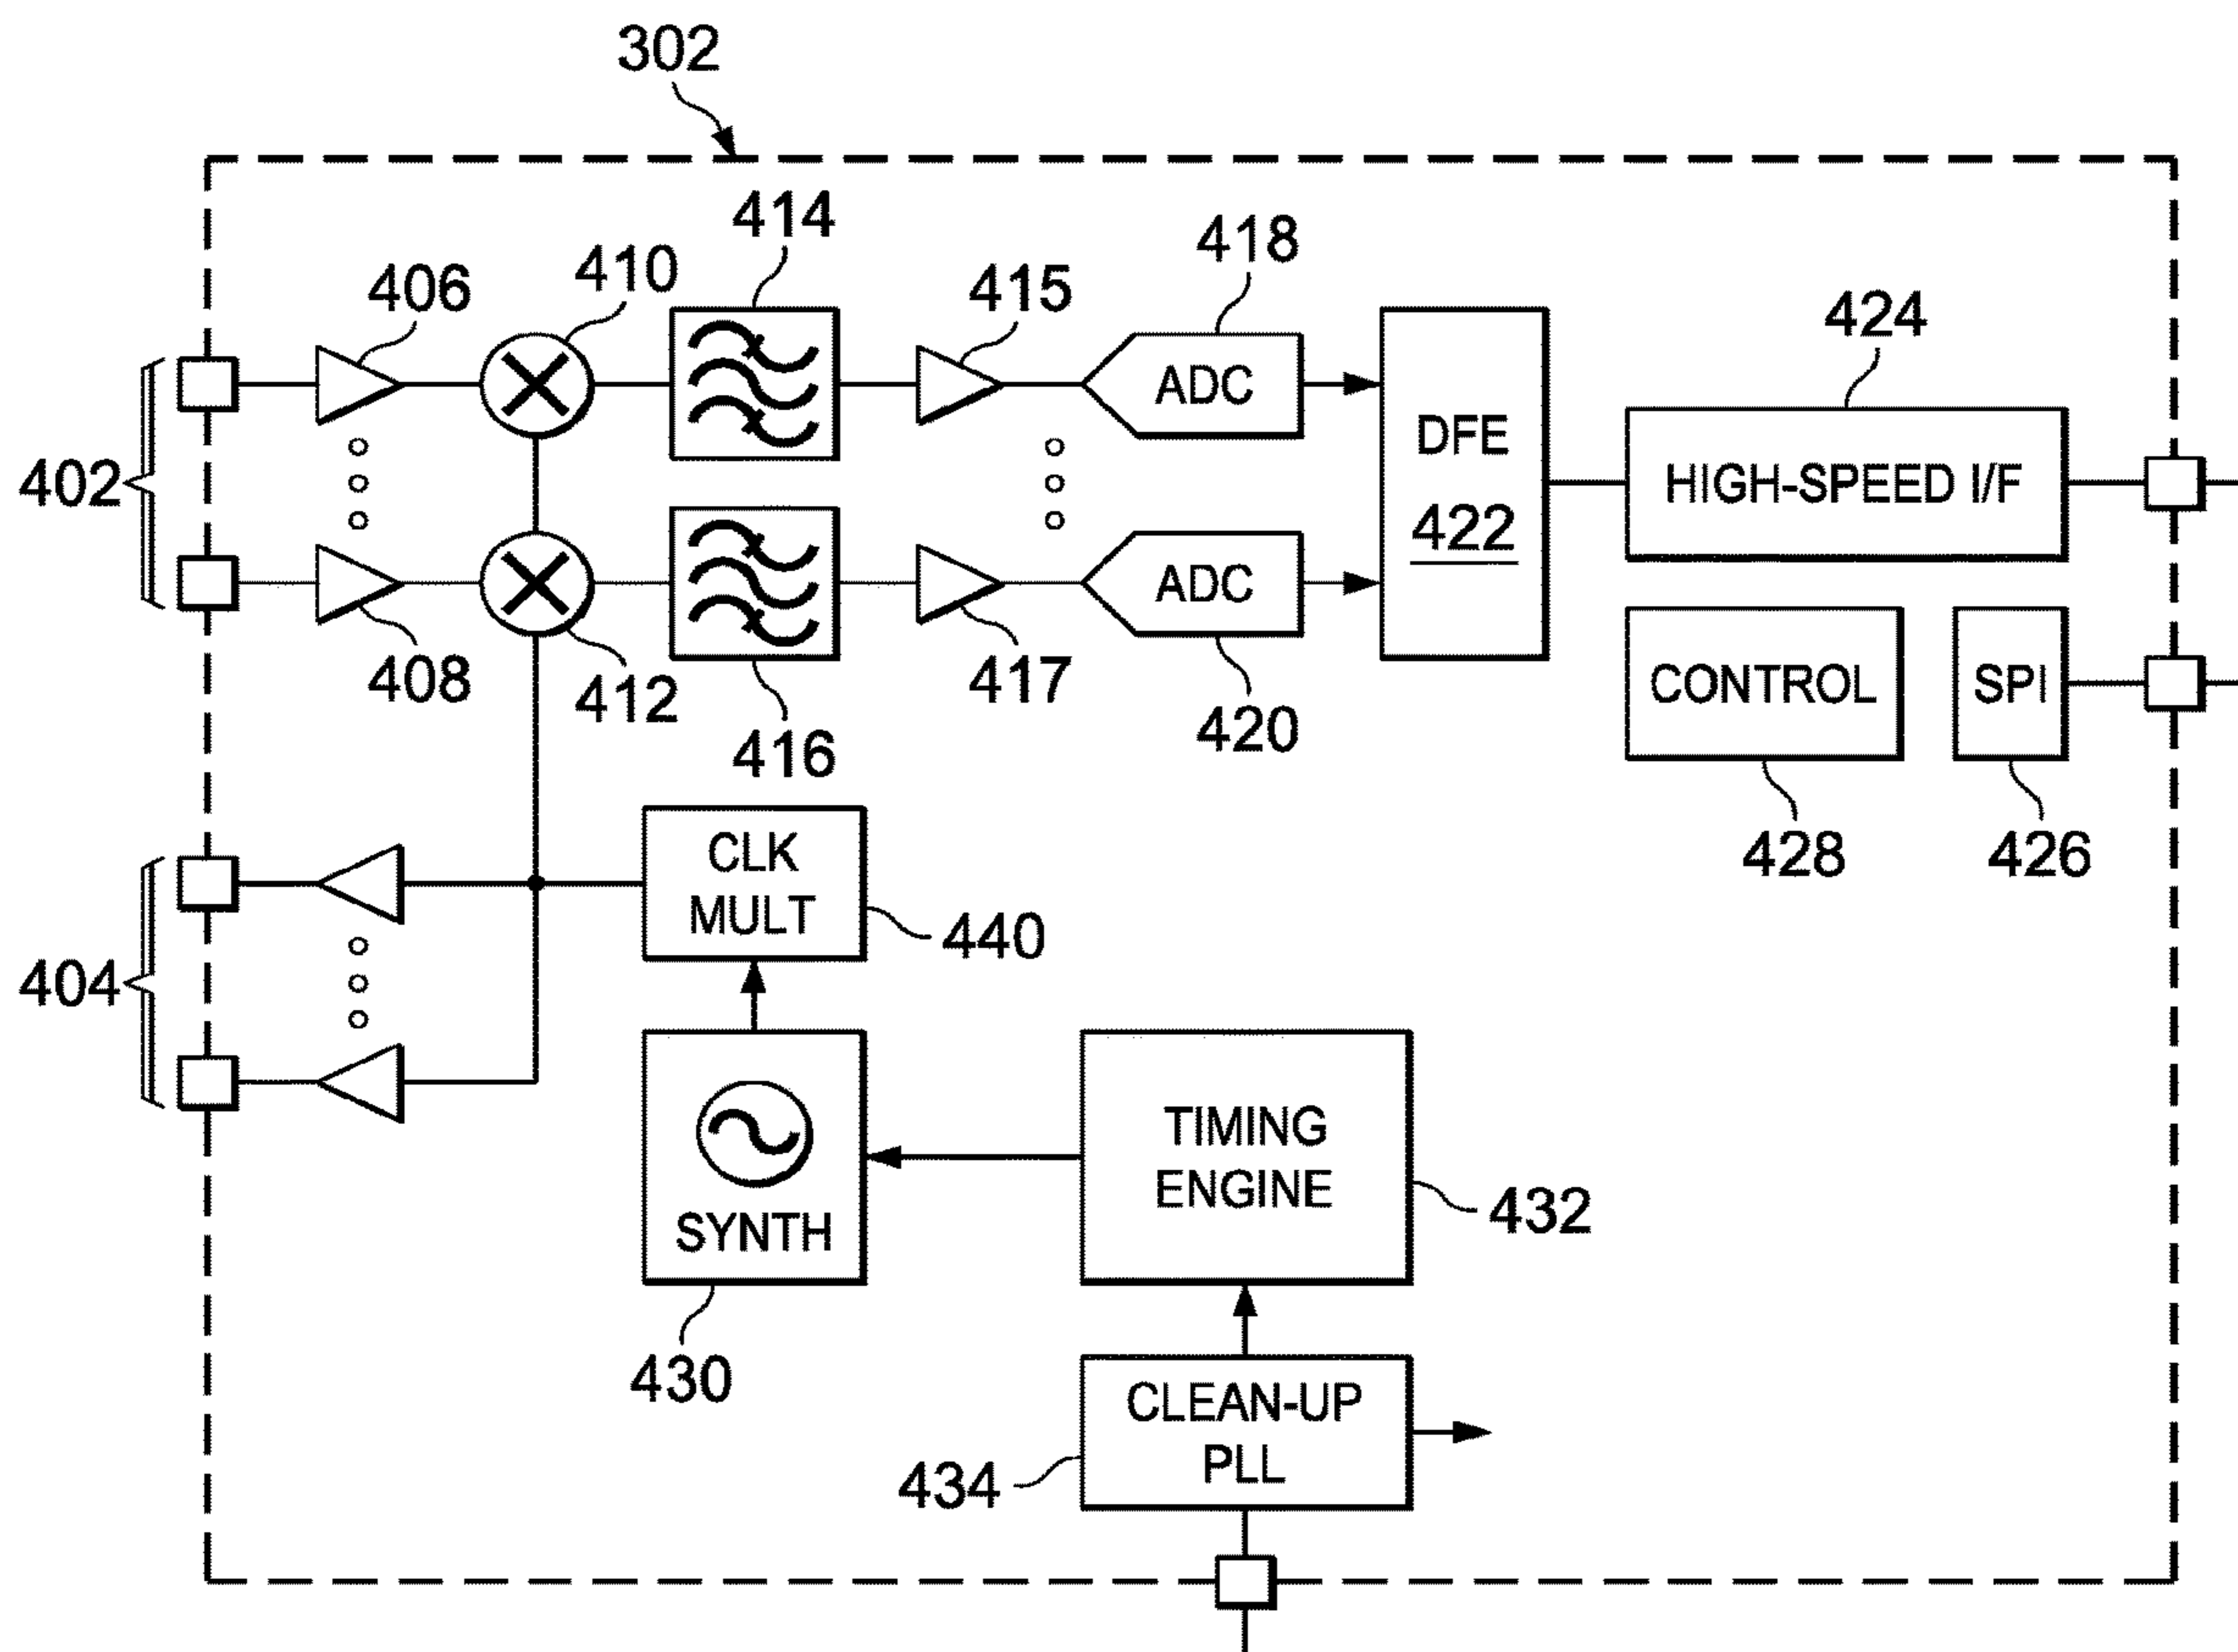 302
414
418
410
406
415
424
ADC
DFE
422
402
HIGH-SPEED I/F
ADC
CONTROL
SPI
408
412
417
420
416
428
426
CLK
MULT
440
404
TIMING
ENGINE
432
SYNTH
430
CLEAN-UP
PLL
434